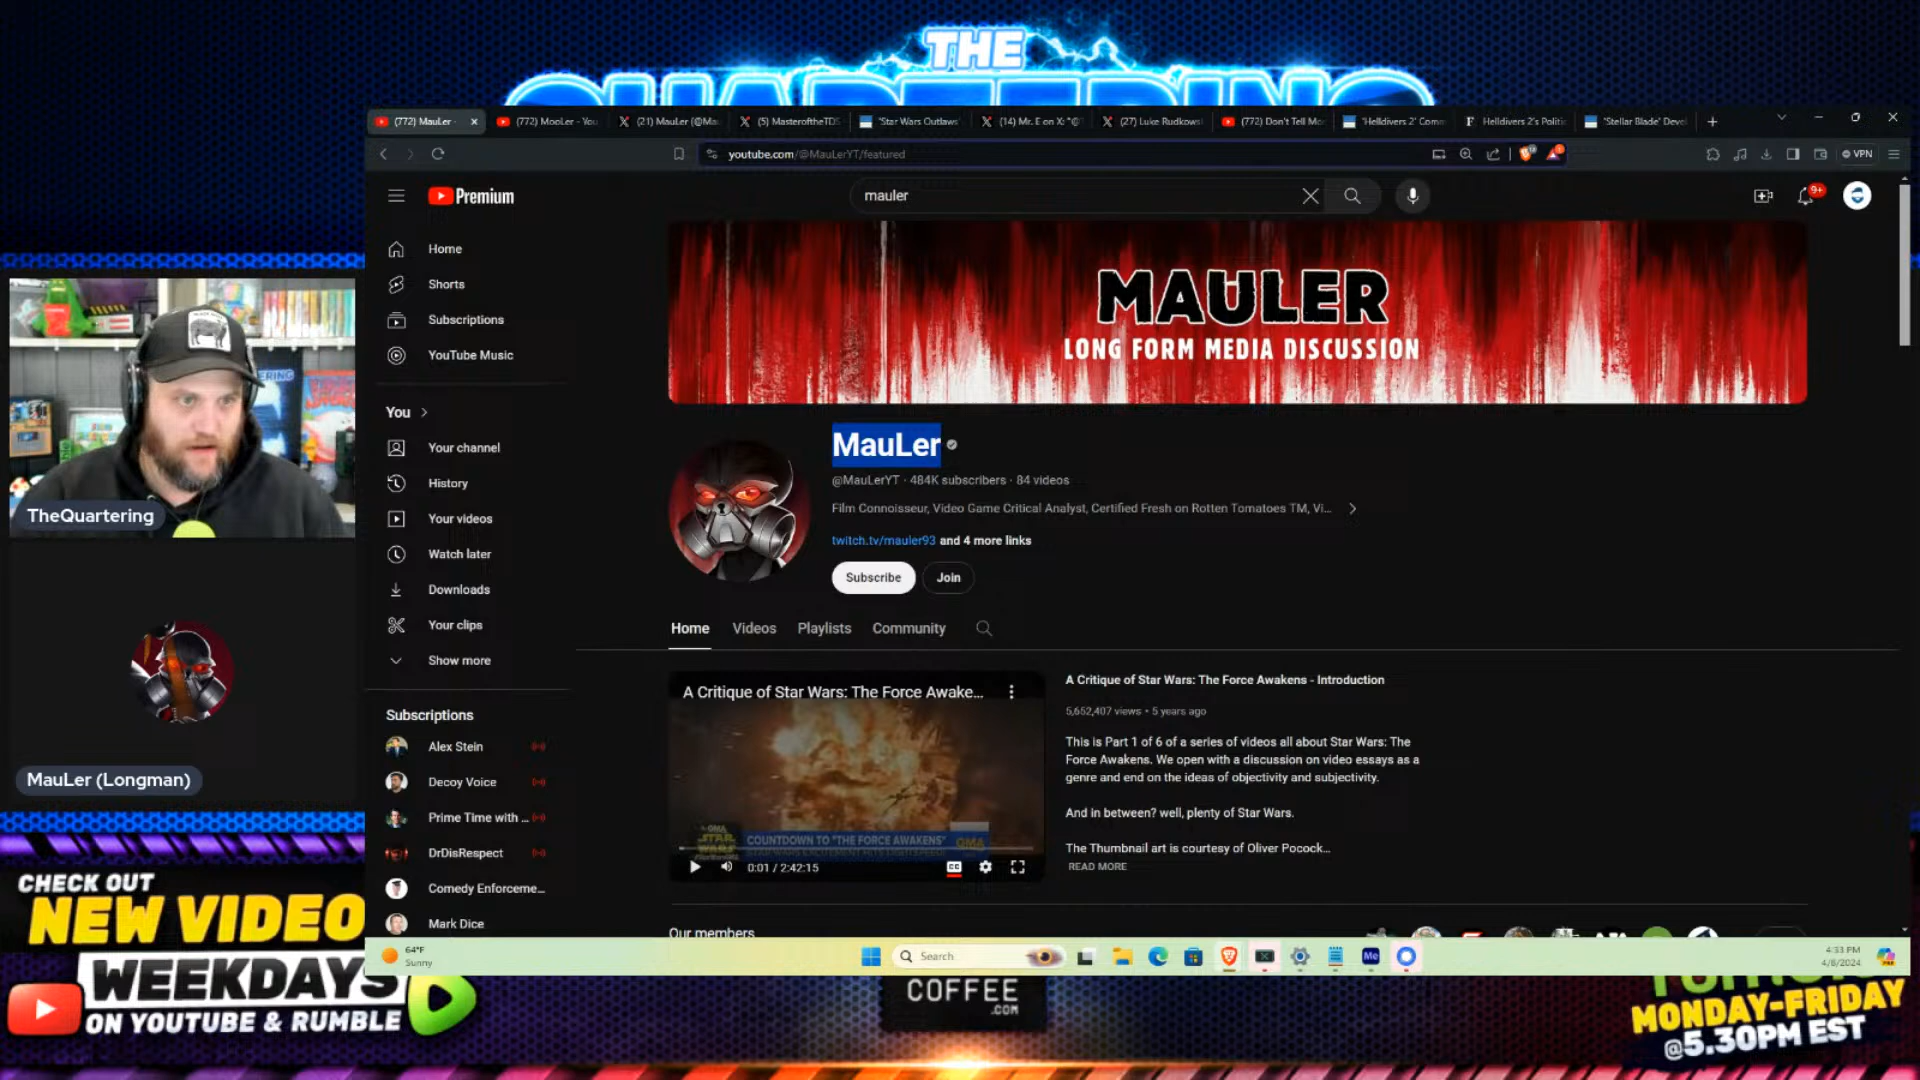 THE
QUARTERING
(772) MauLer -
(772) MooLer - You
(21) MauLer (@Mau
(5) MasteroftheTDS
'Star Wars Outlaws'
(14) Mr. E on X: "@T
(27) Luke Rudkows
(772) Don't Tell Mo
'Helldivers 2' Comm
Helldivers 2's Politi
'Stellar Blade' Deve
youtube.com/@MauLerYT/featured
VPN
Premium
mauler
9+
Home
Shorts
Subscriptions
YouTube Music
You
Your channel
History
Your videos
Watch later
Downloads
Your clips
Show more
Subscriptions
Alex Stein
Decoy Voice
Prime Time with ...
DrDisRespect
Comedy Enforceme...
Mark Dice
MAULER
LONG FORM MEDIA DISCUSSION
MauLer
@MauLerYT · 484K subscribers · 84 videos
Film Connoisseur, Video Game Critical Analyst, Certified Fresh on Rotten Tomatoes TM, Vi...
twitch.tv/mauler93 and 4 more links
Subscribe
Join
Home
Videos
Playlists
Community
A Critique of Star Wars: The Force Awake...
GMA
STAR WARS
COUNTDOWN TO "THE FORCE AWAKENS"
GMA
0:01 / 2:42:15
A Critique of Star Wars: The Force Awakens - Introduction
5,652,407 views • 5 years ago
This is Part 1 of 6 of a series of videos all about Star Wars: The
Force Awakens. We open with a discussion on video essays as a
genre and end on the ideas of objectivity and subjectivity.
And in between? well, plenty of Star Wars.
The Thumbnail art is courtesy of Oliver Pocock...
READ MORE
Our members
TheQuartering
MauLer (Longman)
64°F
Sunny
Search
Me
4:33 PM
4/8/2024
CHECK OUT
NEW VIDEO
WEEKDAYS
ON YOUTUBE & RUMBLE
COFFEE
.COM
MONDAY-FRIDAY
@5.30PM EST